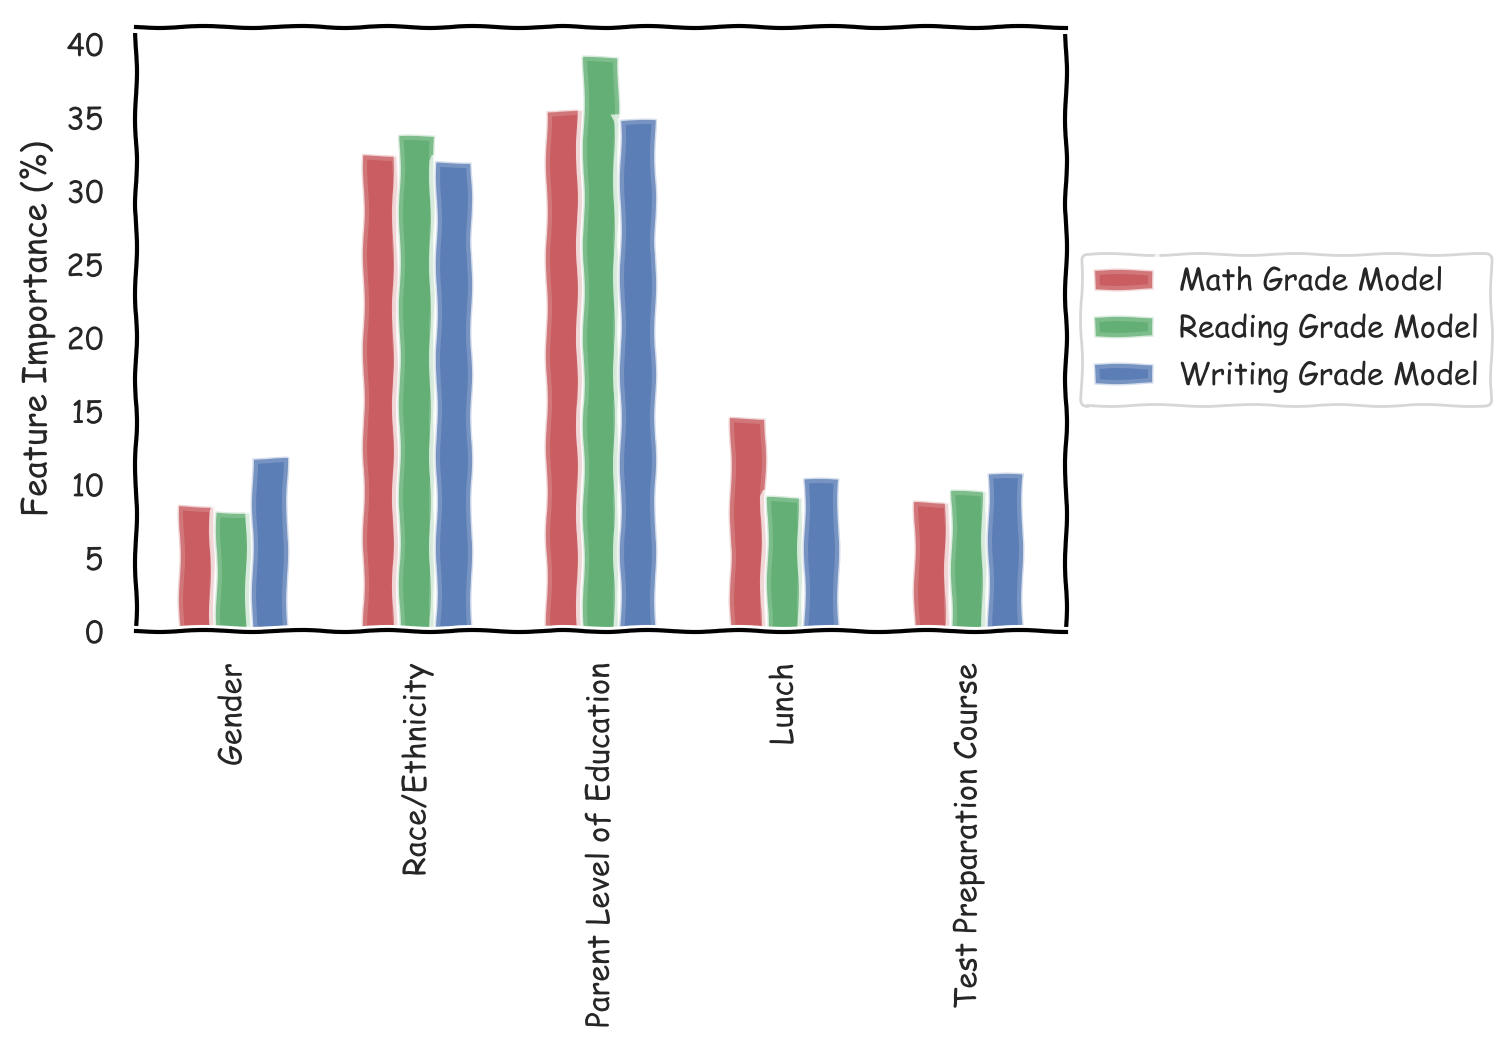 Feature Importance (%)
40
35
30
25
20
15
10
5
0
Gender
Race/Ethnicity
Parent Level of Education
Lunch
Test Preparation Course
Math Grade Model
Reading Grade Model
Writing Grade Model